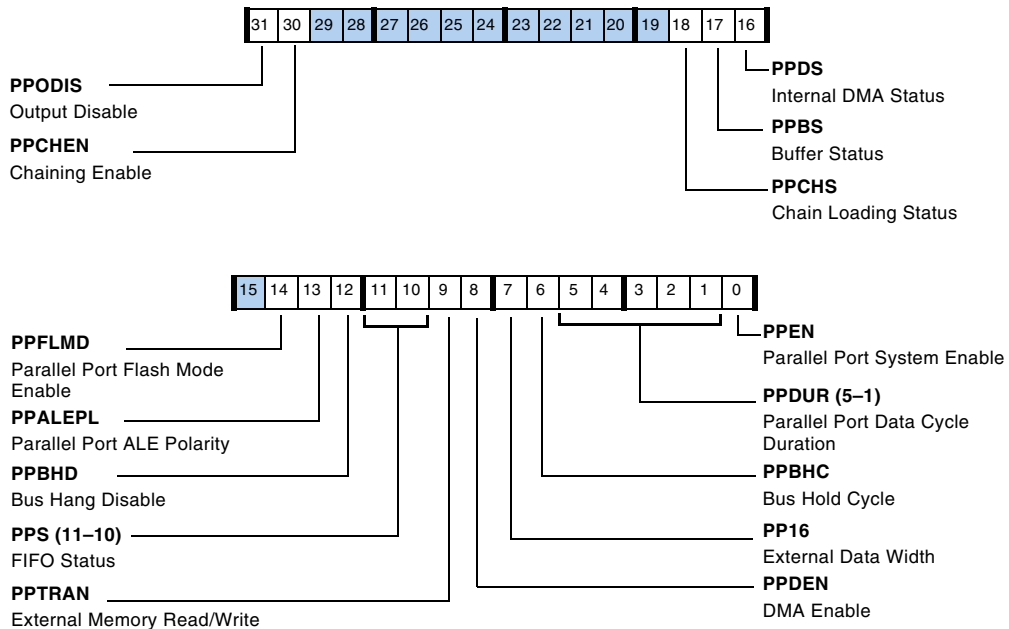 31 30 29 28 27 26 25 24 23 22 21 20 19 18 17 16
PPODIS
Output Disable
PPCHEN
Chaining Enable
PPDS
Internal DMA Status
PPBS
Buffer Status
PPCHS
Chain Loading Status
15 14 13 12 11 10 9 8 7 6 5 4 3 2 1 0
PPFLMD
Parallel Port Flash Mode
Enable
PPALEPL
Parallel Port ALE Polarity
PPBHD
Bus Hang Disable
PPS (11–10)
FIFO Status
PPTRAN
External Memory Read/Write
PPEN
Parallel Port System Enable
PPDUR (5–1)
Parallel Port Data Cycle
Duration
PPBHC
Bus Hold Cycle
PP16
External Data Width
PPDEN
DMA Enable